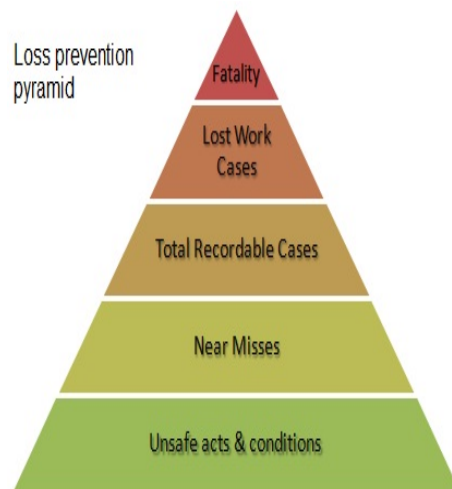 Loss prevention
pyramid
Fatality
Lost Work
Cases
Total Recordable Cases
Near Misses
Unsafe acts & conditions